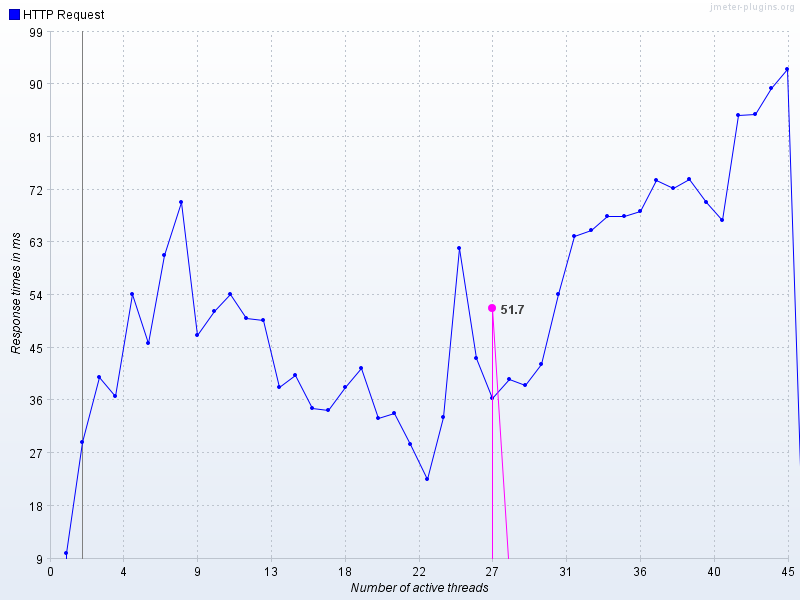 jmeter-plugins.org
HTTP Request
99
90
81
72
63
54
45
36
27
18
9
Response times in ms
51.7
0 4 9 13 18 22 27 31 36 40 45
Number of active threads